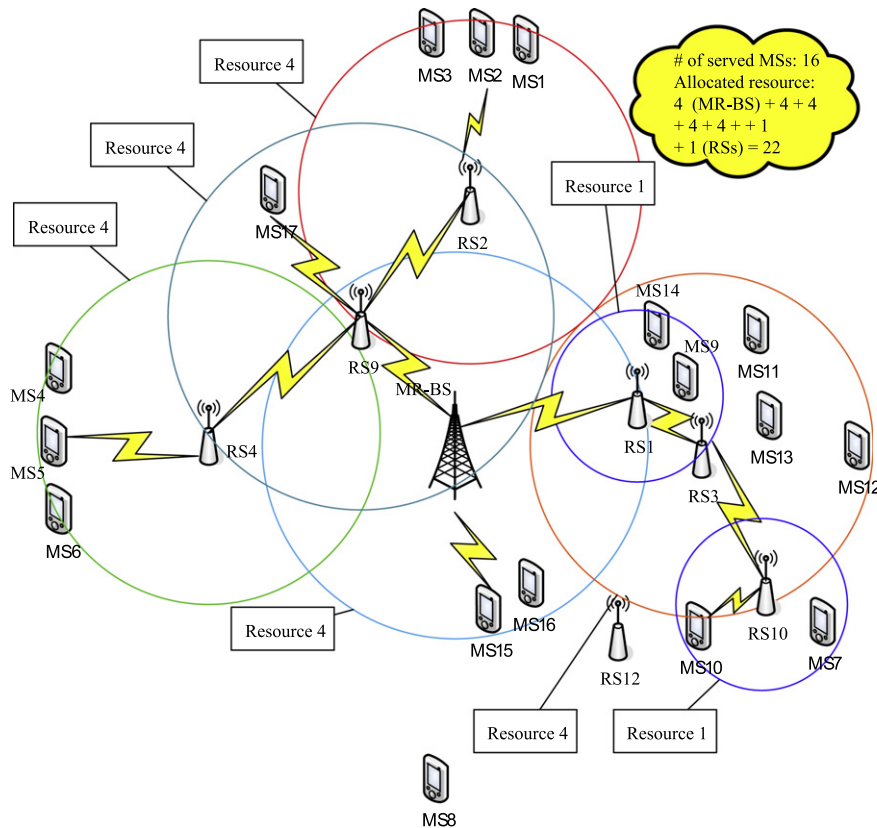 MS3
MS2
MS1
# of served MSs: 16
Allocated resource:
4 (MR-BS) + 4 + 4
+ 4 + 4 + + 1
+ 1 (RSs) = 22
Resource 4
Resource 4
Resource 4
Resource 1
MS17
RS2
MS14
MS9
MS11
RS9
MR-BS
MS4
MS5
MS6
RS4
RS1
RS3
MS13
MS12
Resource 4
MS15
MS16
RS12
MS10
RS10
MS7
Resource 4
Resource 1
MS8